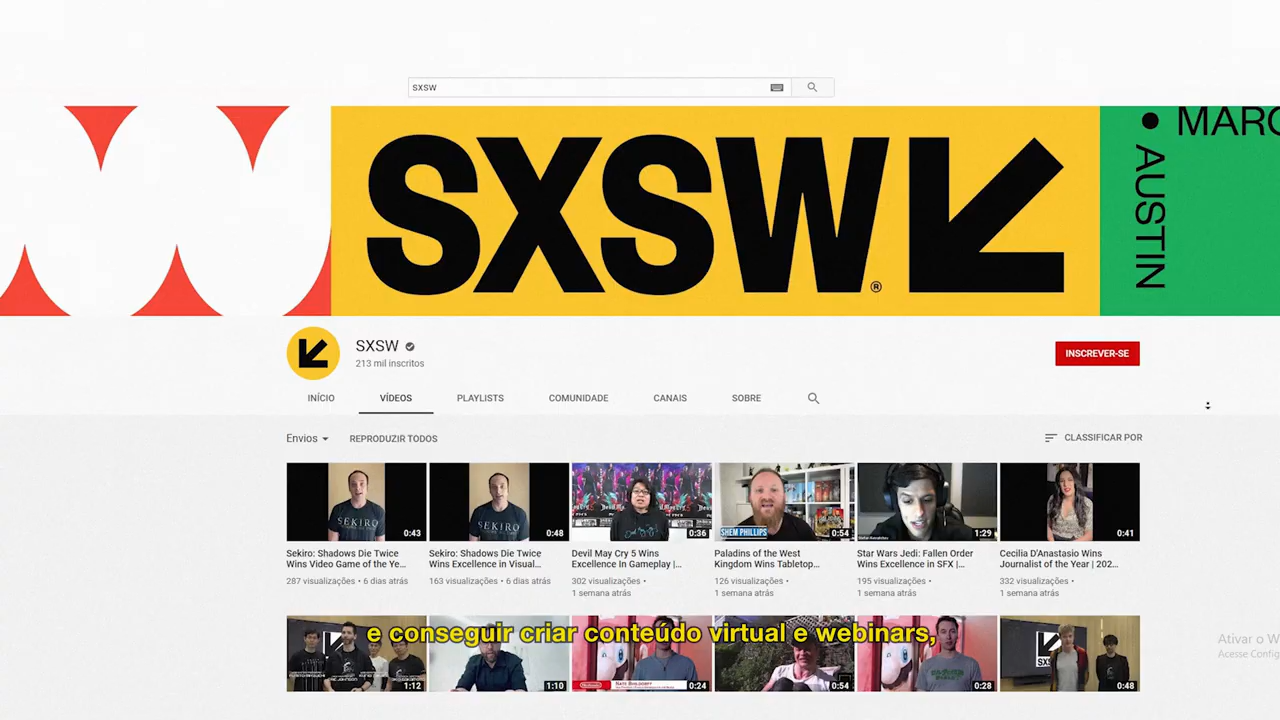 sxsw
SXSW®
MARC
AUSTIN
SXSW
213 mil inscritos
INSCREVER-SE
INÍCIO
VÍDEOS
PLAYLISTS
COMUNIDADE
CANAIS
SOBRE
Envios
REPRODUZIR TODOS
CLASSIFICAR POR
SEKIRO
0:43
SEKIRO
0:48
0:36
SHEM PHILLIPS
0:54
1:29
0:41
Sekiro: Shadows Die Twice
Wins Video Game of the Ye...
287 visualizações • 6 dias atrás
Sekiro: Shadows Die Twice
Wins Excellence in Visual...
163 visualizações • 6 dias atrás
Devil May Cry 5 Wins
Excellence In Gameplay |...
302 visualizações •
1 semana atrás
Paladins of the West
Kingdom Wins Tabletop...
126 visualizações •
1 semana atrás
Star Wars Jedi: Fallen Order
Wins Excellence in SFX |...
195 visualizações •
1 semana atrás
Cecilia D'Anastasio Wins
Journalist of the Year | 202...
332 visualizações •
1 semana atrás
e conseguir criar conteúdo virtual e webinars,
1:12
1:10
Nintendo
0:24
0:54
0:28
SXS
0:48
Ativar o W
Acesse Config